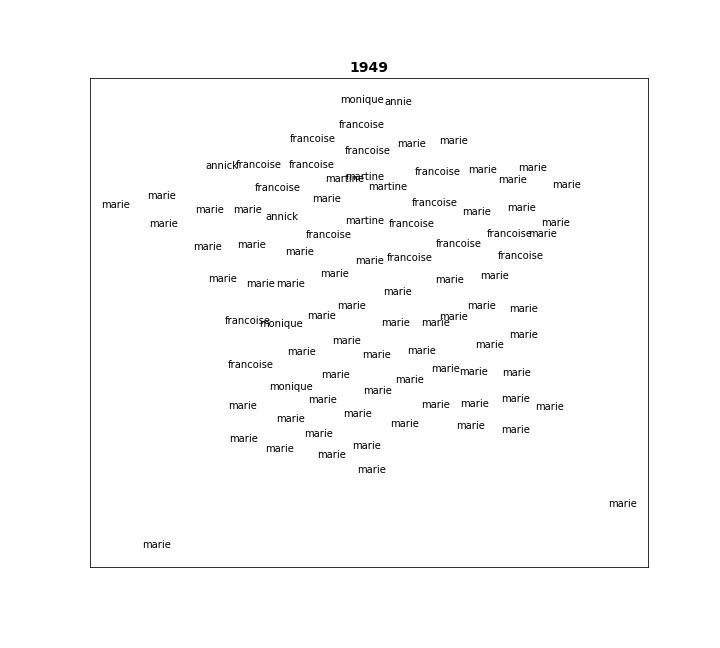 1949
monique annie
francoise
francoise marie marie
francoise
annick francoise francoise francoise marie marie
martine martine marie marie
francoise martine
marie marie francoise
marie marie marie annick marie marie
marie martine francoise marie
francoise francoise marie
marie marie marie francoise
marie francoise francoise
marie marie marie
marie marie marie marie
marie
marie marie marie
francoise monique marie marie marie marie
marie marie
marie marie marie marie
francoise marie marie marie
monique marie marie marie
marie marie marie marie marie marie
marie marie marie marie marie
marie marie
marie marie marie
marie
marie
marie